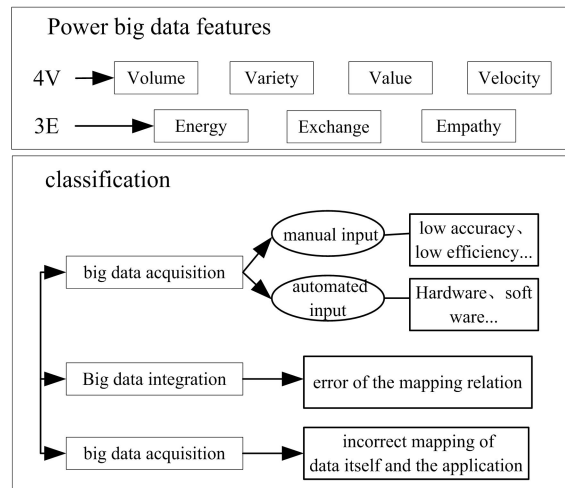 Power big data features
4V Volume Variety Value Velocity
3E Energy Exchange Empathy
classification
big data acquisition
manual input
low accuracy、
low efficiency...
automated
input
Hardware、soft
ware...
Big data integration
error of the mapping relation
big data acquisition
incorrect mapping of
data itself and the application